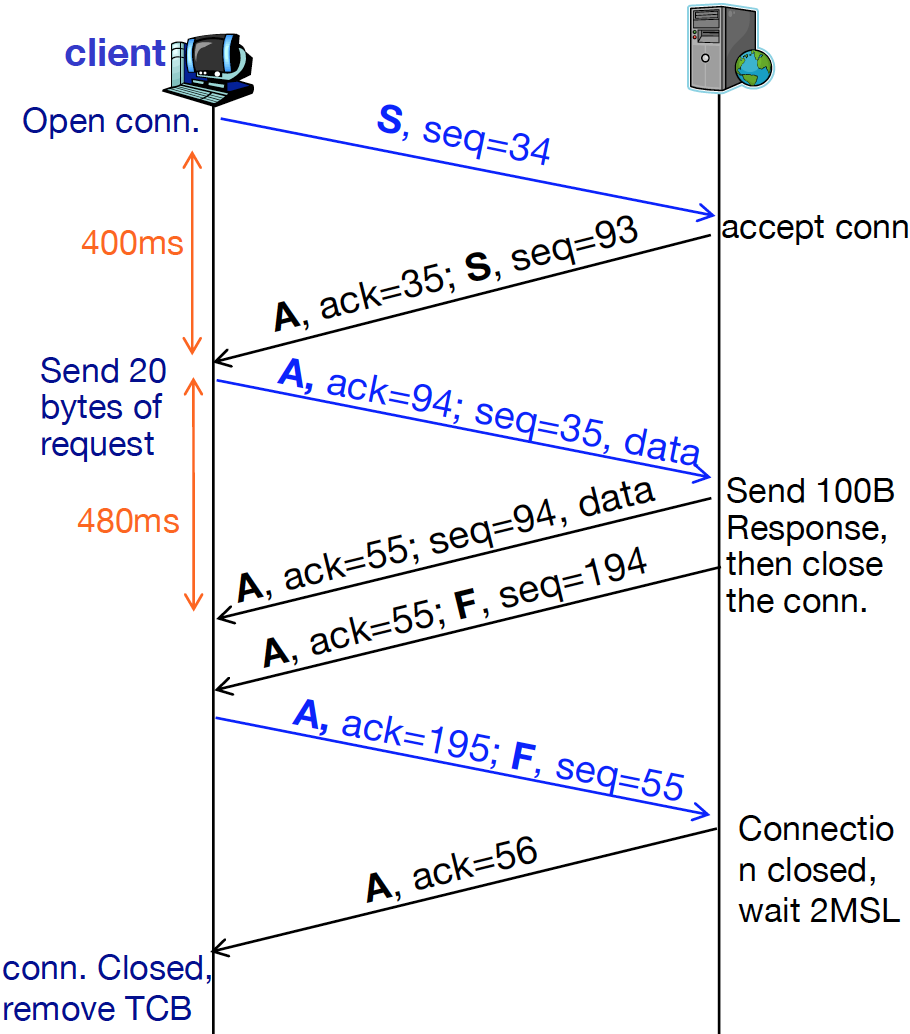 client
Open conn.
S, seq=34
400ms
accept conn
A, ack=35; S, seq=93
Send 20
bytes of
request
A, ack=94; seq=35, data
480ms
Send 100B
Response,
then close
the conn.
A, ack=55; seq=94, data
A, ack=55; F, seq=194
A, ack=195; F, seq=55
Connectio
n closed,
wait 2MSL
A, ack=56
conn. Closed,
remove TCB